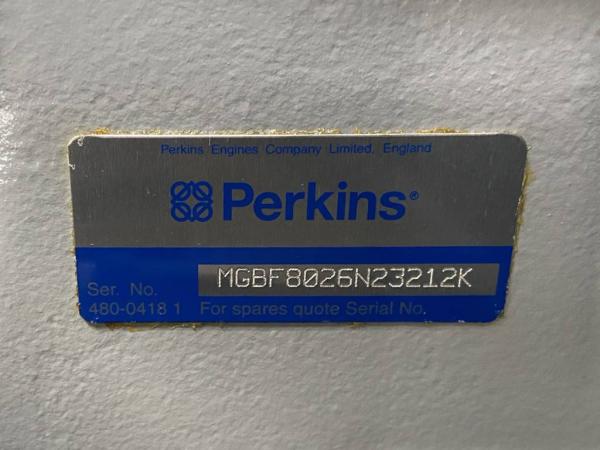 Perkins Engines Company Limited, England
Perkins®
Ser. No. MGBF8026N23212K
480-0418 1 For spares quote Serial No.